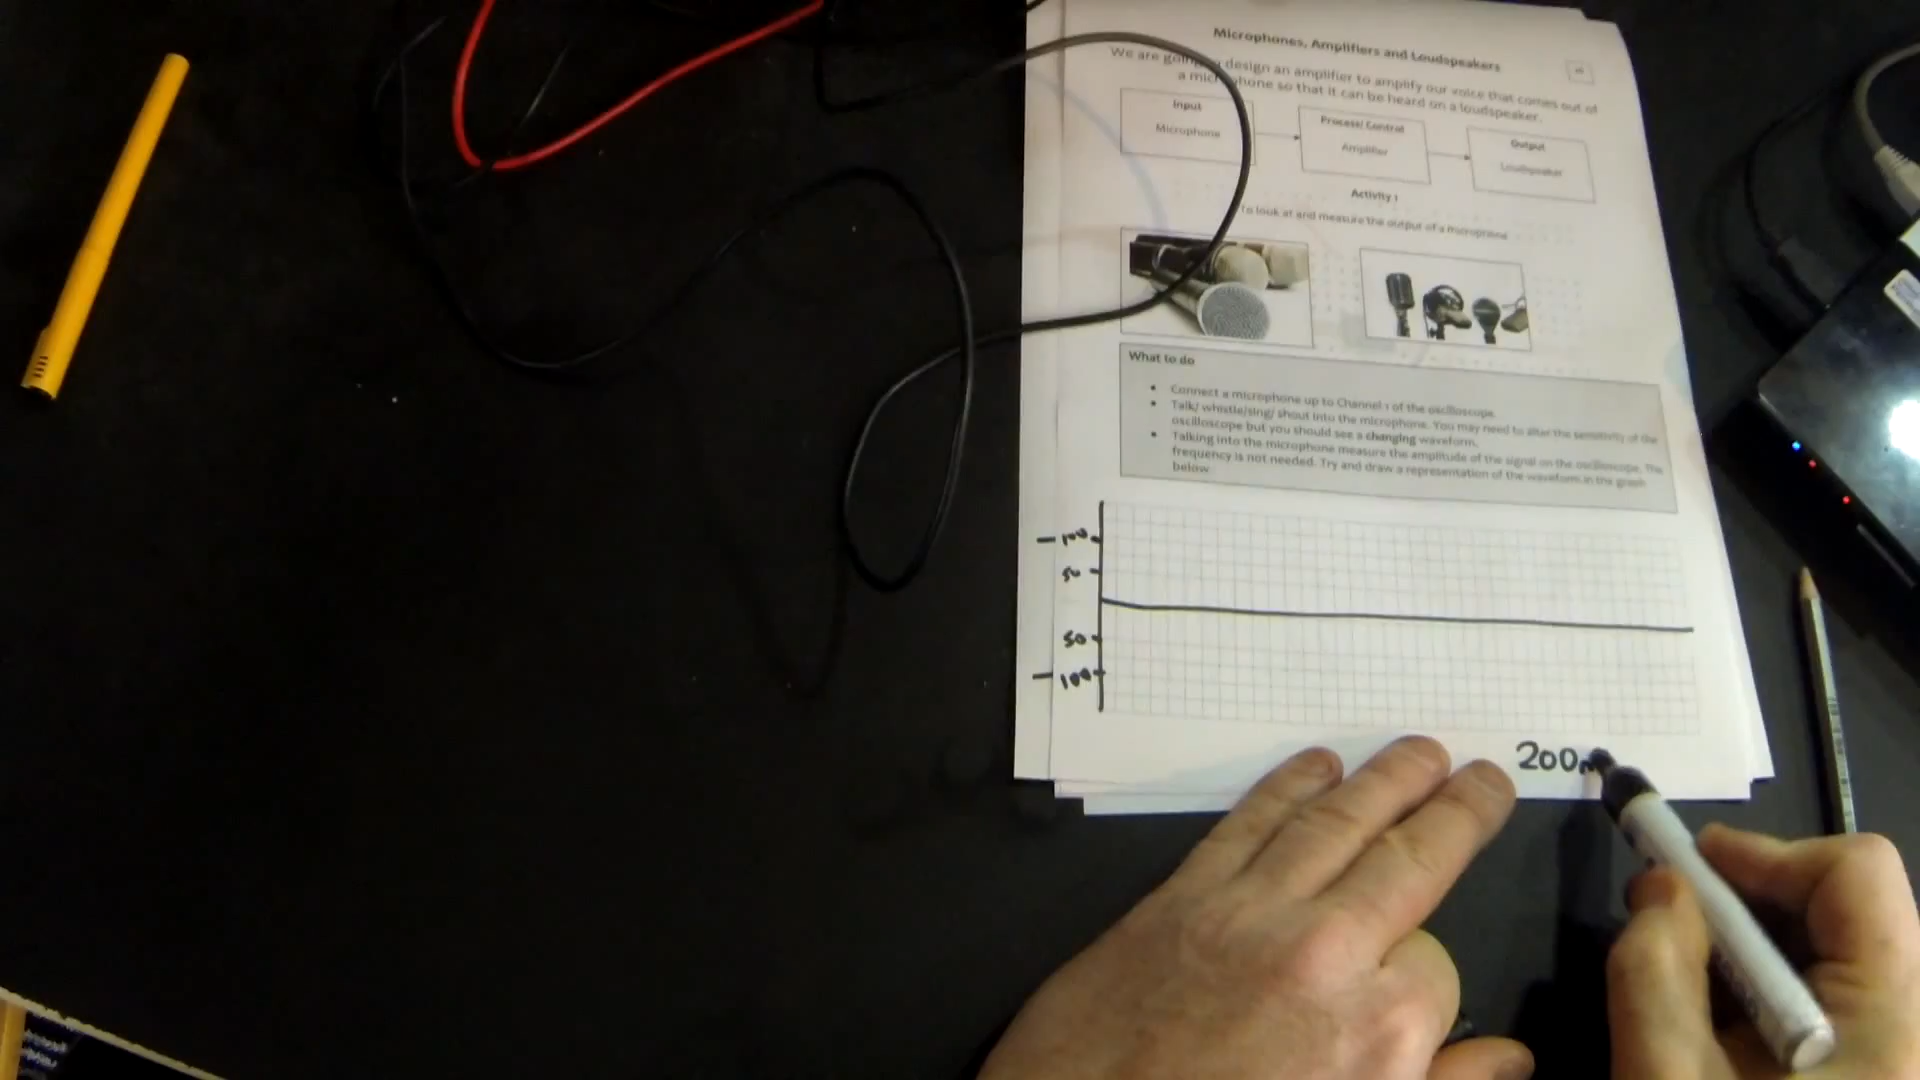 Microphones, Amplifiers and Loudspeakers
We are going to design an amplifier to amplify our voice that comes out of
a microphone so that it can be heard on a loudspeaker.
Input
Microphone
Process/ Control
Amplifier
Output
Loudspeaker
Activity 1
To look at and measure the output of a microphone
What to do
• Connect a microphone up to Channel 1 of the oscilloscope.
• Talk/ whistle/sing/ shout into the microphone. You may need to alter the sensitivity of the
oscilloscope but you should see a changing waveform.
• Talking into the microphone measure the amplitude of the signal on the oscilloscope. The
frequency is not needed. Try and draw a representation of the waveform in the graph
below
100
50
50
100
200m